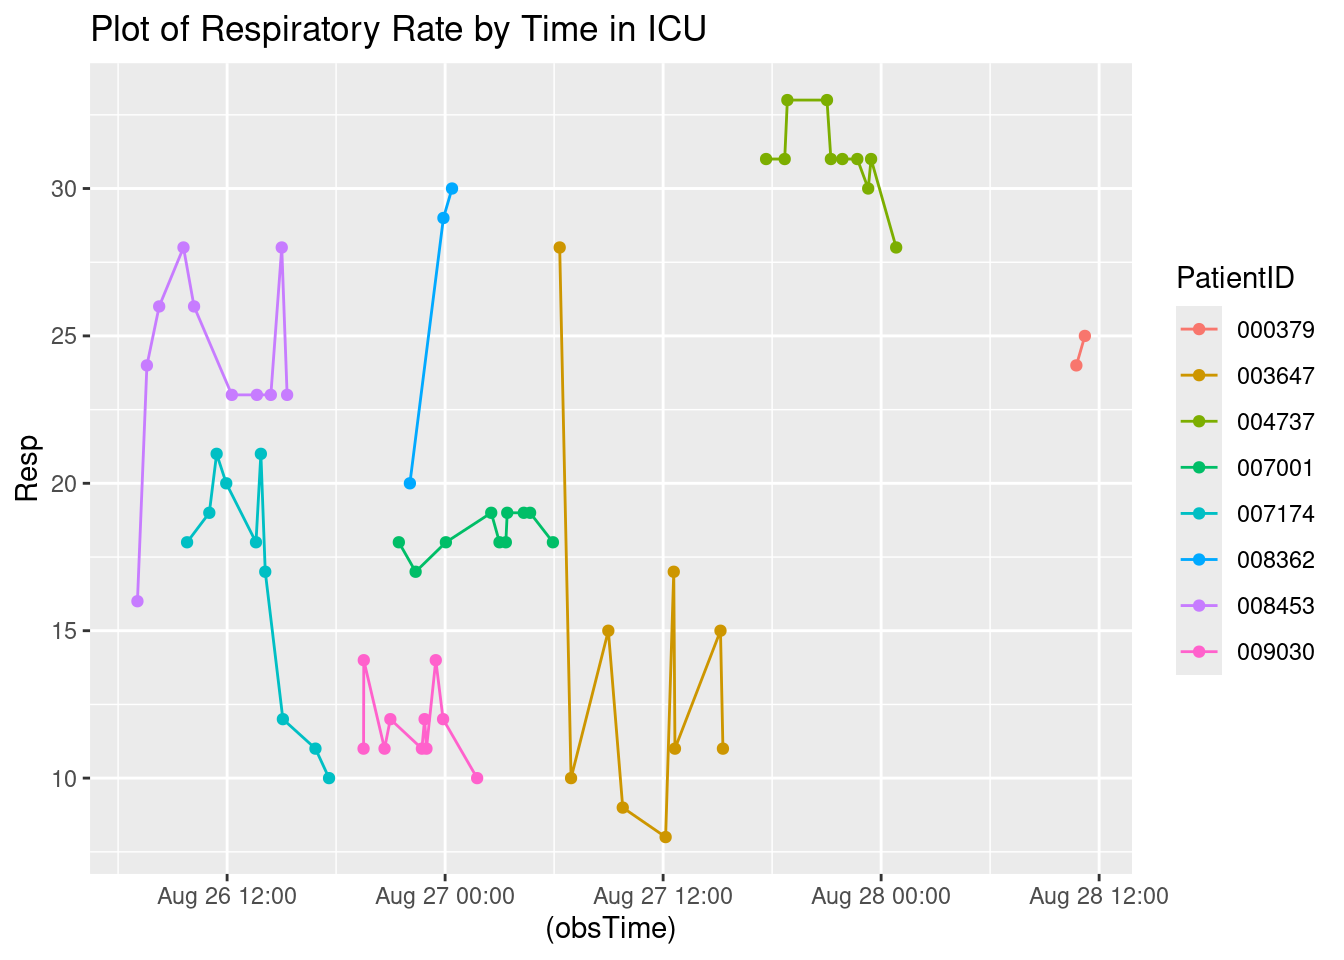 Plot of Respiratory Rate by Time in ICU
Resp
30
25
20
15
10
Aug 26 12:00 Aug 27 00:00 Aug 27 12:00 Aug 28 00:00 Aug 28 12:00
(obsTime)
PatientID
000379
003647
004737
007001
007174
008362
008453
009030